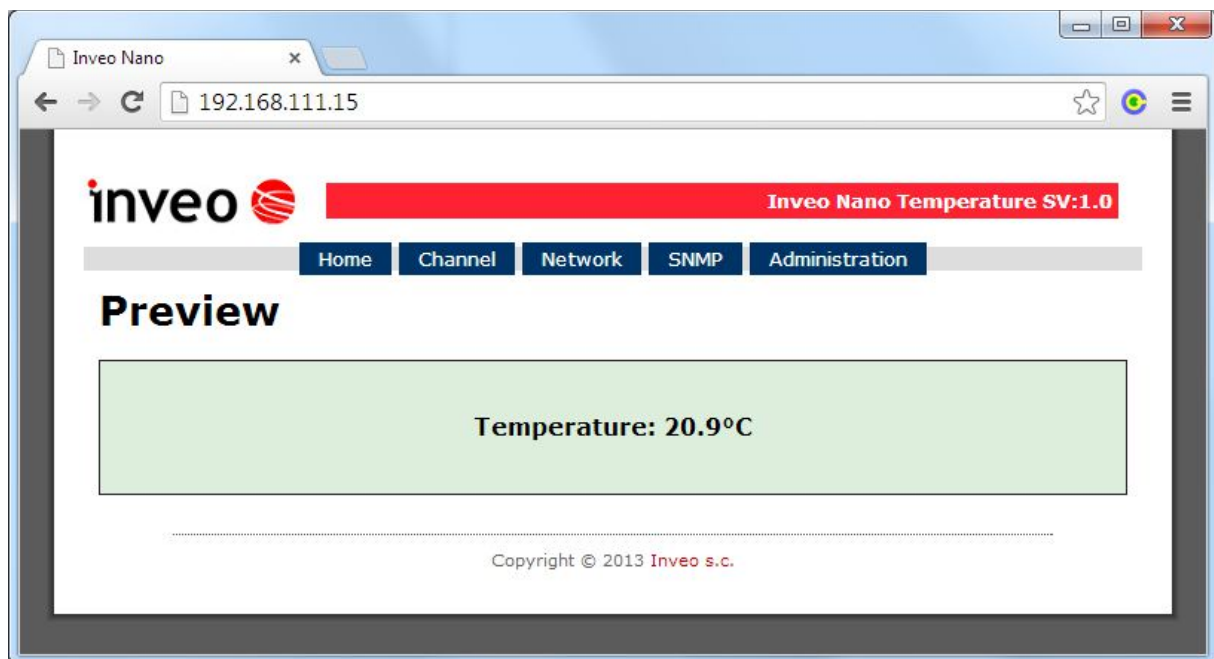 Inveo Nano
192.168.111.15
inveo
Inveo Nano Temperature SV:1.0
Home Channel Network SNMP Administration
Preview
Temperature: 20.9°C
Copyright © 2013 Inveo s.c.